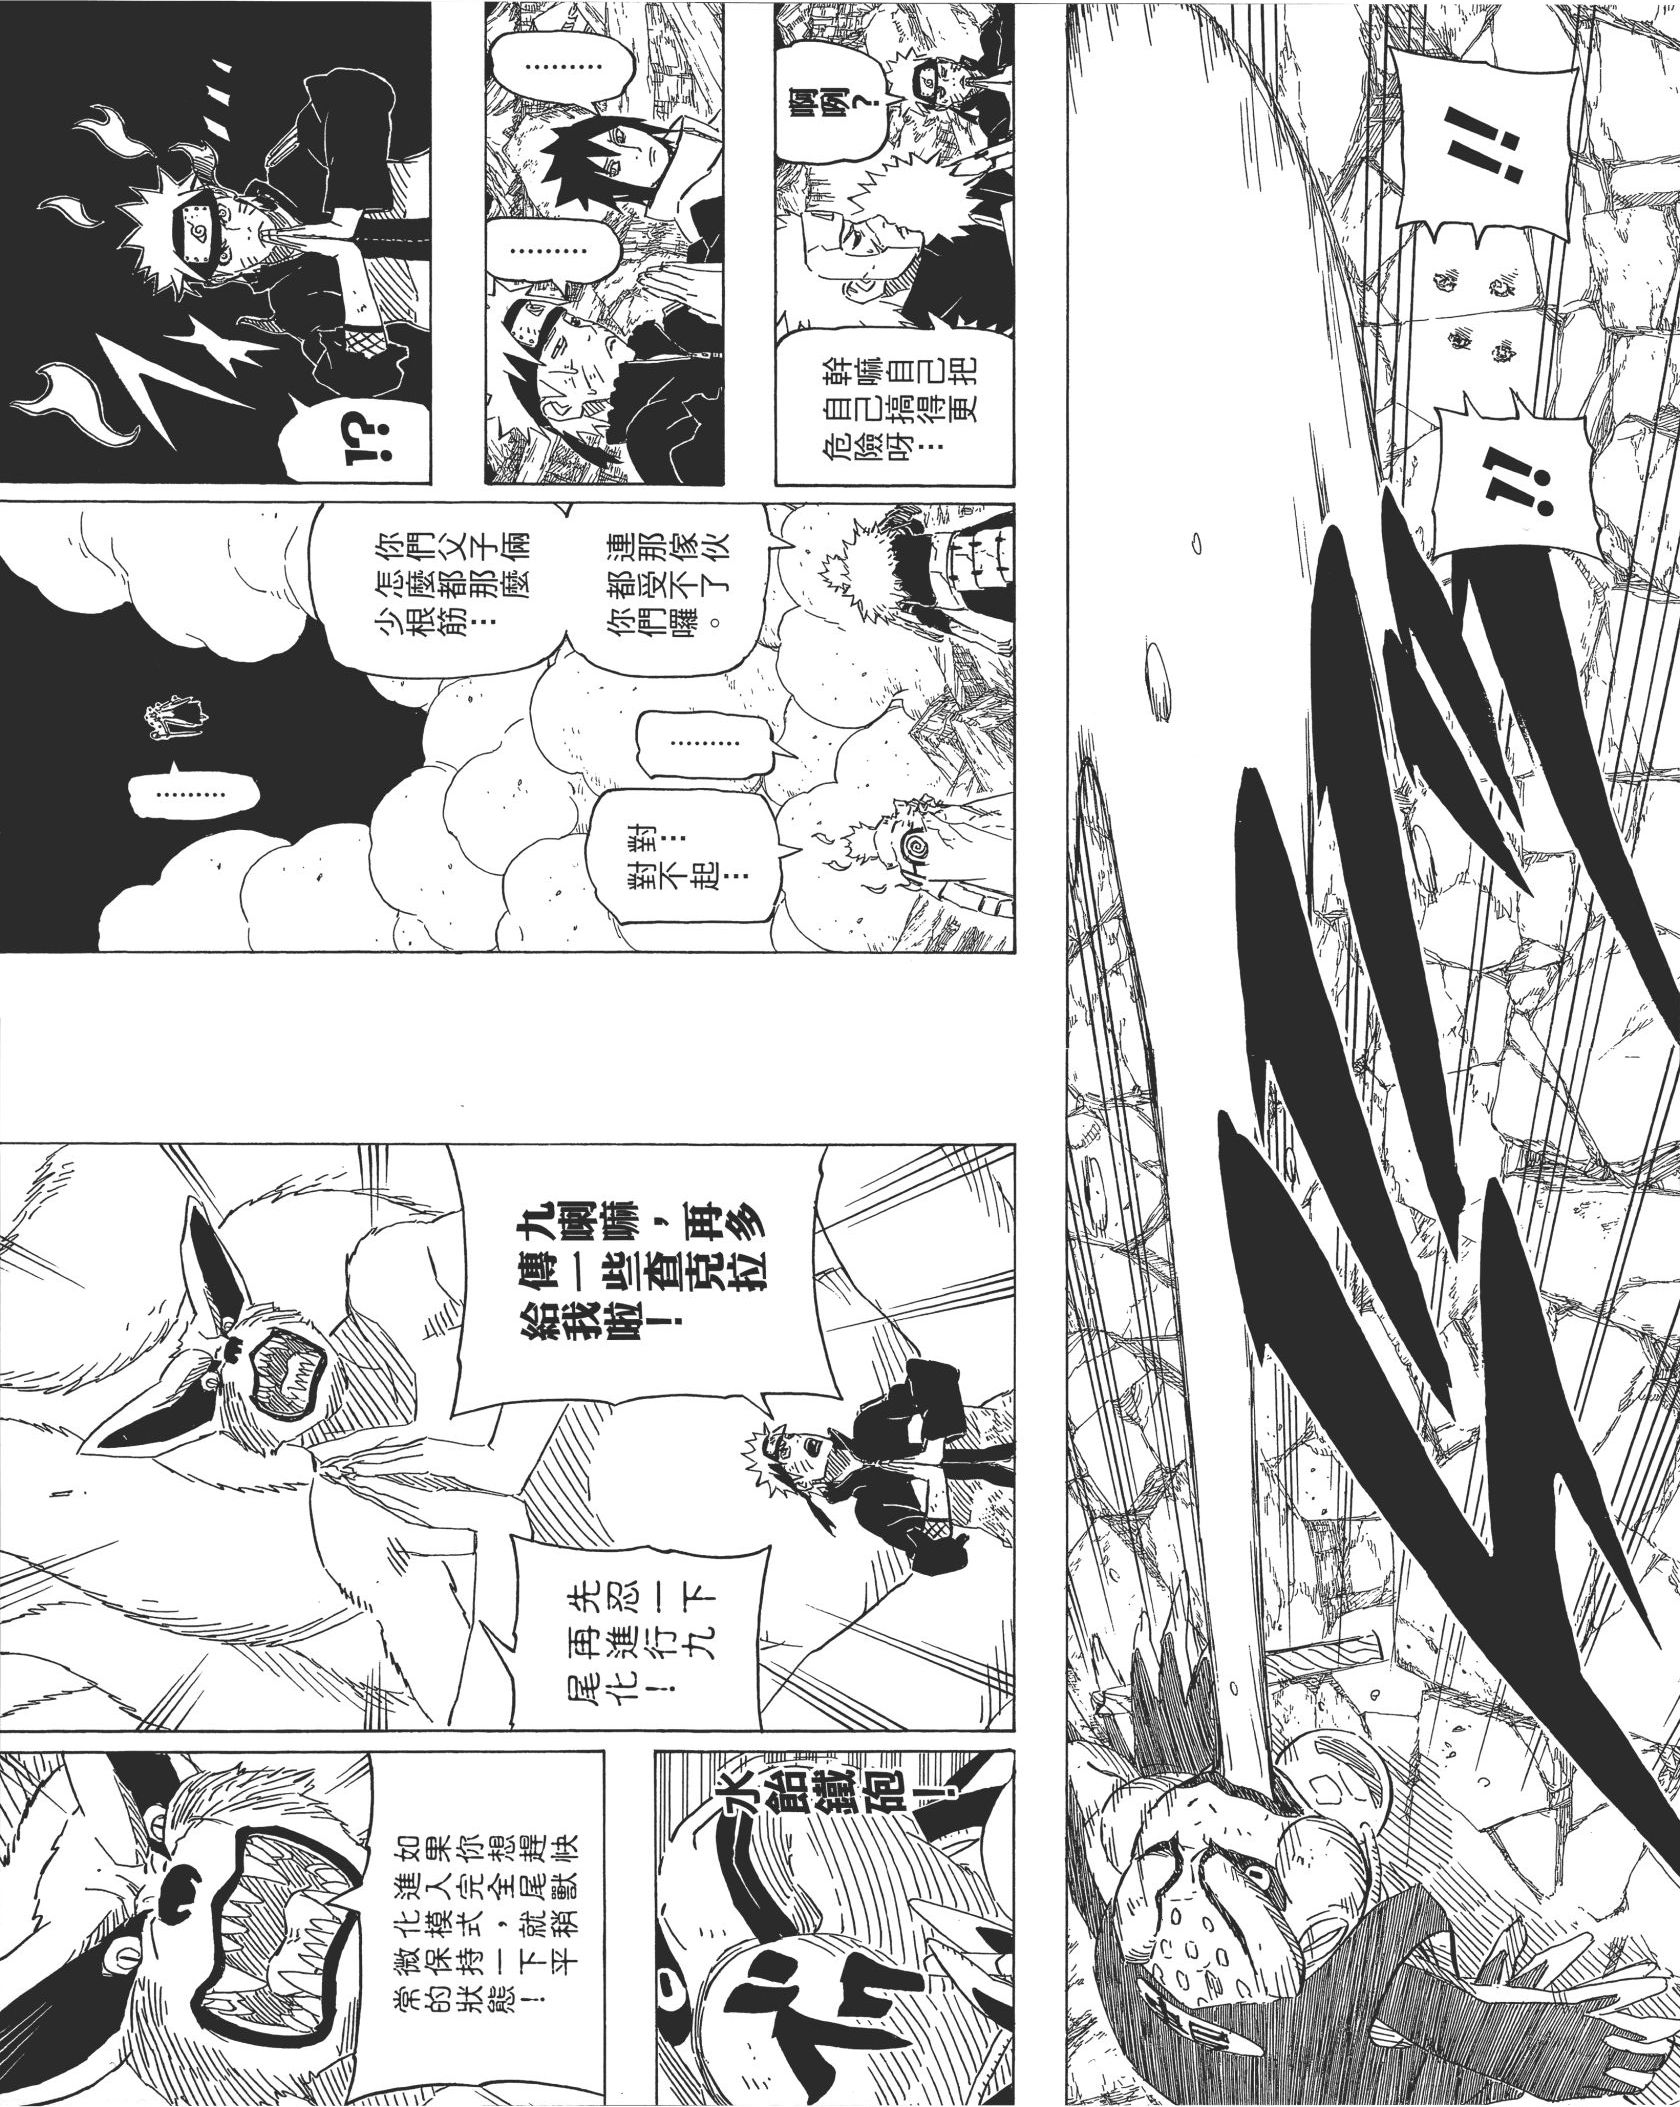 !?
………
………
啊咧?
幹嘛自己把
自己搞得更
危險呀…
你們父子倆
怎麼都那麼
少根筋…
連那傢伙
都受不了
你們囉。
………
………
對…
對不起…
九喇嘛，再多
傳一些查克拉
給我啦!
先忍一下
再進行九
尾化!
如果你想趕快
進入完全尾獸
化模式，就稍
微保持一下平
常的狀態!
水飴鐵砲!
!!
!!